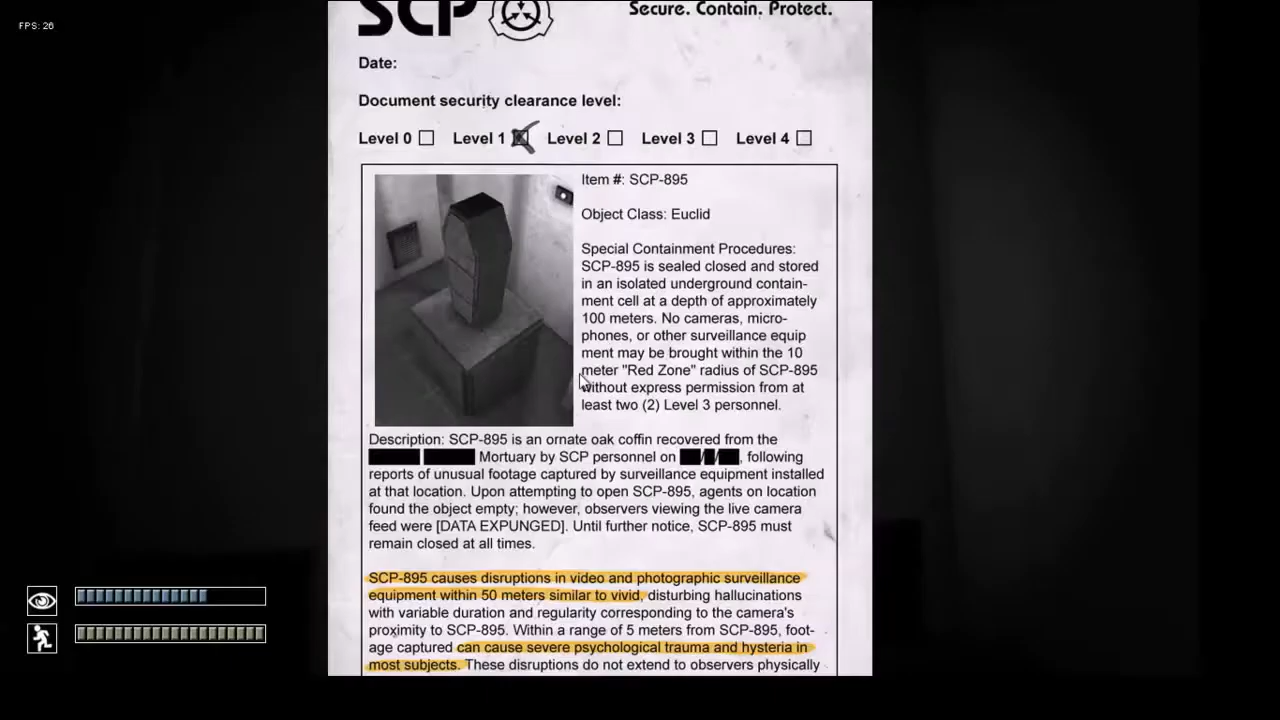 FPS: 26
SCP
Secure. Contain. Protect.
Date:
Document security clearance level:
Level 0 Level 1 Level 2 Level 3 Level 4
Item #: SCP-895
Object Class: Euclid
Special Containment Procedures:
SCP-895 is sealed closed and stored
in an isolated underground contain-
ment cell at a depth of approximately
100 meters. No cameras, micro-
phones, or other surveillance equip
ment may be brought within the 10
meter "Red Zone" radius of SCP-895
without express permission from at
least two (2) Level 3 personnel.
Description: SCP-895 is an ornate oak coffin recovered from the
Mortuary by SCP personnel on / / , following
reports of unusual footage captured by surveillance equipment installed
at that location. Upon attempting to open SCP-895, agents on location
found the object empty; however, observers viewing the live camera
feed were [DATA EXPUNGED]. Until further notice, SCP-895 must
remain closed at all times.
SCP-895 causes disruptions in video and photographic surveillance
equipment within 50 meters similar to vivid, disturbing hallucinations
with variable duration and regularity corresponding to the camera's
proximity to SCP-895. Within a range of 5 meters from SCP-895, foot-
age captured can cause severe psychological trauma and hysteria in
most subjects. These disruptions do not extend to observers physically